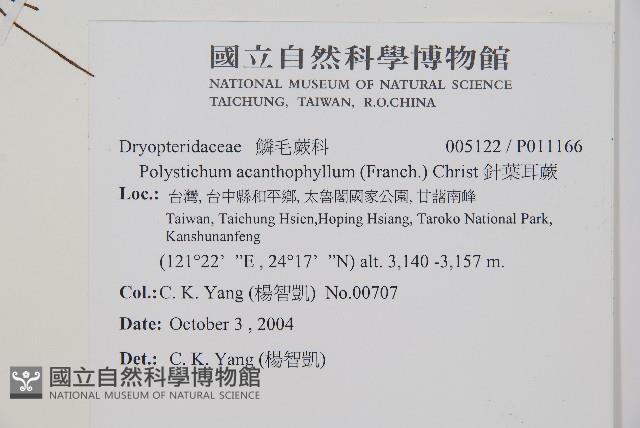 國立自然科學博物館
NATIONAL MUSEUM OF NATURAL SCIENCE
TAICHUNG, TAIWAN, R.O.CHINA
Dryopteridaceae 鱗毛蕨科 005122 / P011166
Polystichum acanthophyllum (Franch.) Christ 針葉耳蕨
Loc.: 台灣, 台中縣和平鄉, 太魯閣國家公園, 甘藷南峰
Taiwan, Taichung Hsien,Hoping Hsiang, Taroko National Park,
Kanshunanfeng
(121°22’ ”E , 24°17’ ”N) alt. 3,140 -3,157 m.
Col.:C. K. Yang (楊智凱) No.00707
Date: October 3 , 2004
Det.: C. K. Yang (楊智凱)
國立自然科學博物館
NATIONAL MUSEUM OF NATURAL SCIENCE